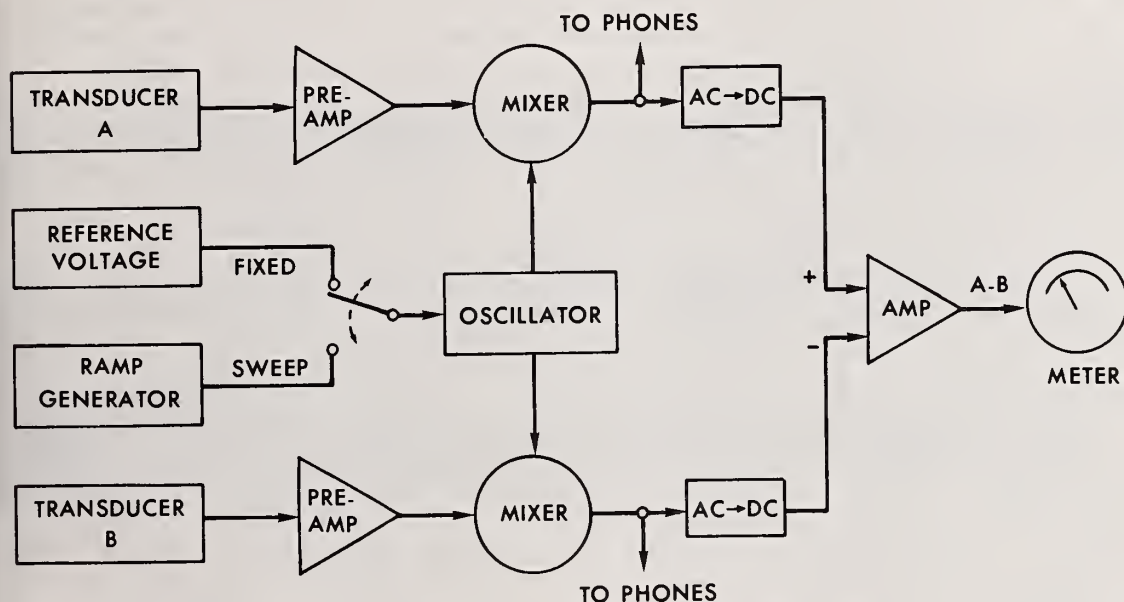 TO PHONES
TRANSDUCER
A
PRE-
AMP
MIXER
AC→DC
REFERENCE
VOLTAGE
FIXED
OSCILLATOR
+
AMP
A-B
-
METER
RAMP
GENERATOR
SWEEP
TRANSDUCER
B
PRE-
AMP
MIXER
AC→DC
TO PHONES